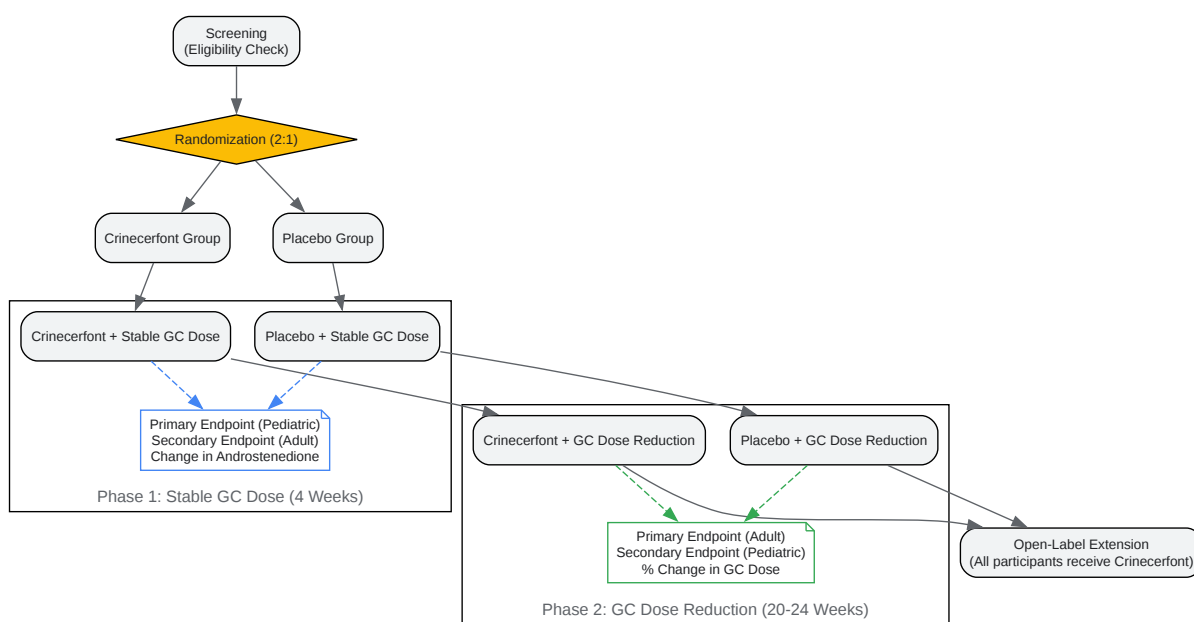 Screening
(Eligibility Check)
Randomization (2:1)
Crinecerfont Group
Placebo Group
Crinecerfont + Stable GC Dose
Placebo + Stable GC Dose
Primary Endpoint (Pediatric)
Secondary Endpoint (Adult)
Change in Androstenedione
Phase 1: Stable GC Dose (4 Weeks)
Crinecerfont + GC Dose Reduction
Placebo + GC Dose Reduction
Primary Endpoint (Adult)
Secondary Endpoint (Pediatric)
% Change in GC Dose
Phase 2: GC Dose Reduction (20-24 Weeks)
Open-Label Extension
(All participants receive Crinecerfont)